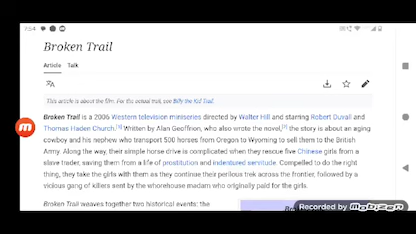 Broken Trail
Article Talk
This article is about the film. For the actual trail, see Billy the Kid Trail.
Broken Trail is a 2006 Western television miniseries directed by Walter Hill and starring Robert Duvall and
Thomas Haden Church.[1] Written by Alan Geoffrion, who also wrote the novel,[2] the story is about an aging
cowboy and his nephew who transport 500 horses from Oregon to Wyoming to sell them to the British
Army. Along the way, their simple horse drive is complicated when they rescue five Chinese girls from a
slave trader, saving them from a life of prostitution and indentured servitude. Compelled to do the right
thing, they take the girls with them as they continue their perilous trek across the frontier, followed by a
vicious gang of killers sent by the whorehouse madam who originally paid for the girls.
Broken Trail weaves together two historical events: the
Recorded by Mobizen